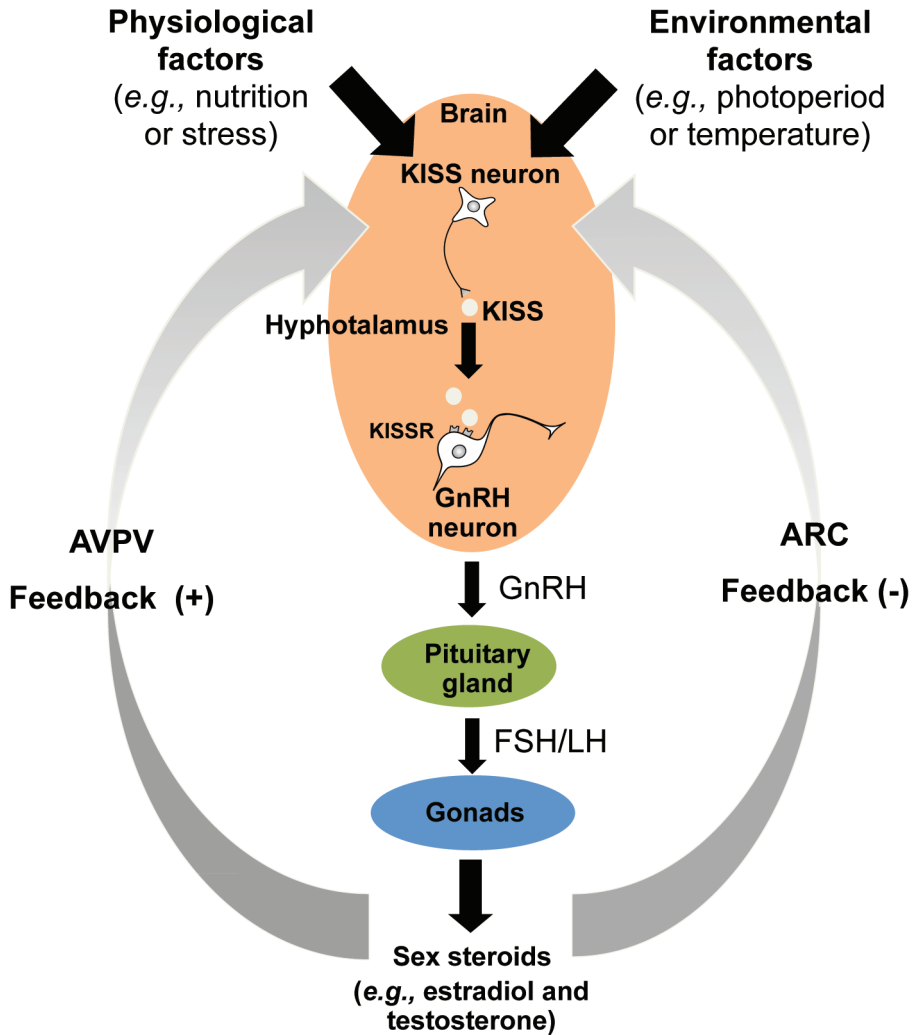 Physiological
factors
(e.g., nutrition
or stress)
Environmental
factors
(e.g., photoperiod
or temperature)
Brain
KISS neuron
KISS
Hyphotalamus
KISSR
GnRH
neuron
AVPV
Feedback (+)
ARC
Feedback (-)
GnRH
Pituitary
gland
FSH/LH
Gonads
Sex steroids
(e.g., estradiol and
testosterone)